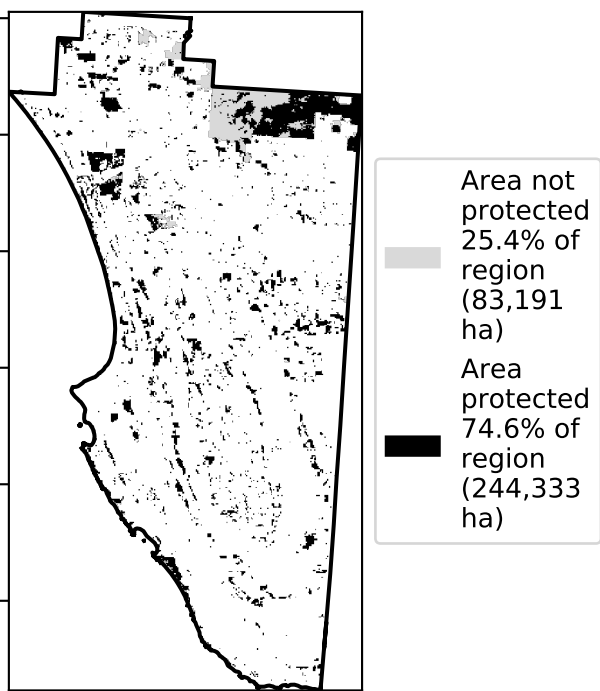 Area not
protected
25.4% of
region
(83,191
ha)
Area
protected
74.6% of
region
(244,333
ha)